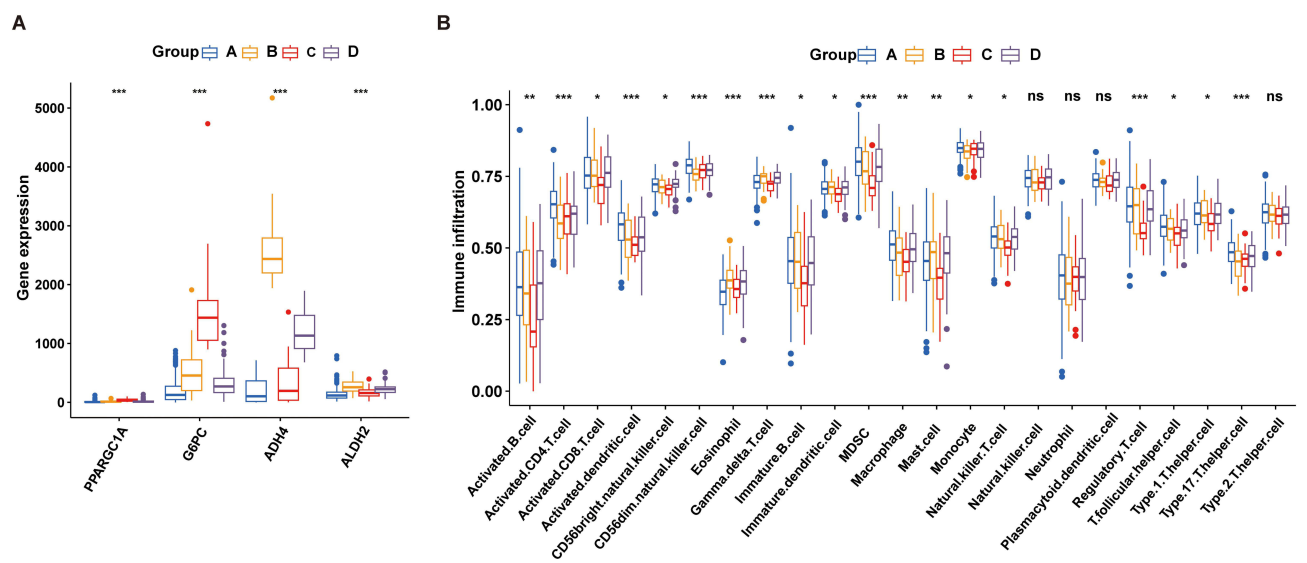 A
Group A B C D
Gene expression
5000
4000
3000
2000
1000
0
*** *** *** ***
PPARGC1A
G6PC
ADH4
ALDH2
B
Group A B C D
Immune infiltration
1.00
0.75
0.50
0.25
0.00
** *** * *** * *** *** *** * * *** ** ** * * ns ns ns *** * * *** ns
Activated.B.cell
Activated.CD4.T.cell
Activated.CD8.T.cell
Activated.dendritic.cell
CD56bright.natural.killer.cell
CD56dim.natural.killer.cell
Eosinophil
Gamma.delta.T.cell
Immature.B.cell
Immature.dendritic.cell
MDSC
Macrophage
Mast.cell
Monocyte
Natural.killer.T.cell
Natural.killer.cell
Neutrophil
Plasmacytoid.dendritic.cell
Regulatory.T.cell
T.follicular.helper.cell
Type.1.T.helper.cell
Type.17.T.helper.cell
Type.2.T.helper.cell